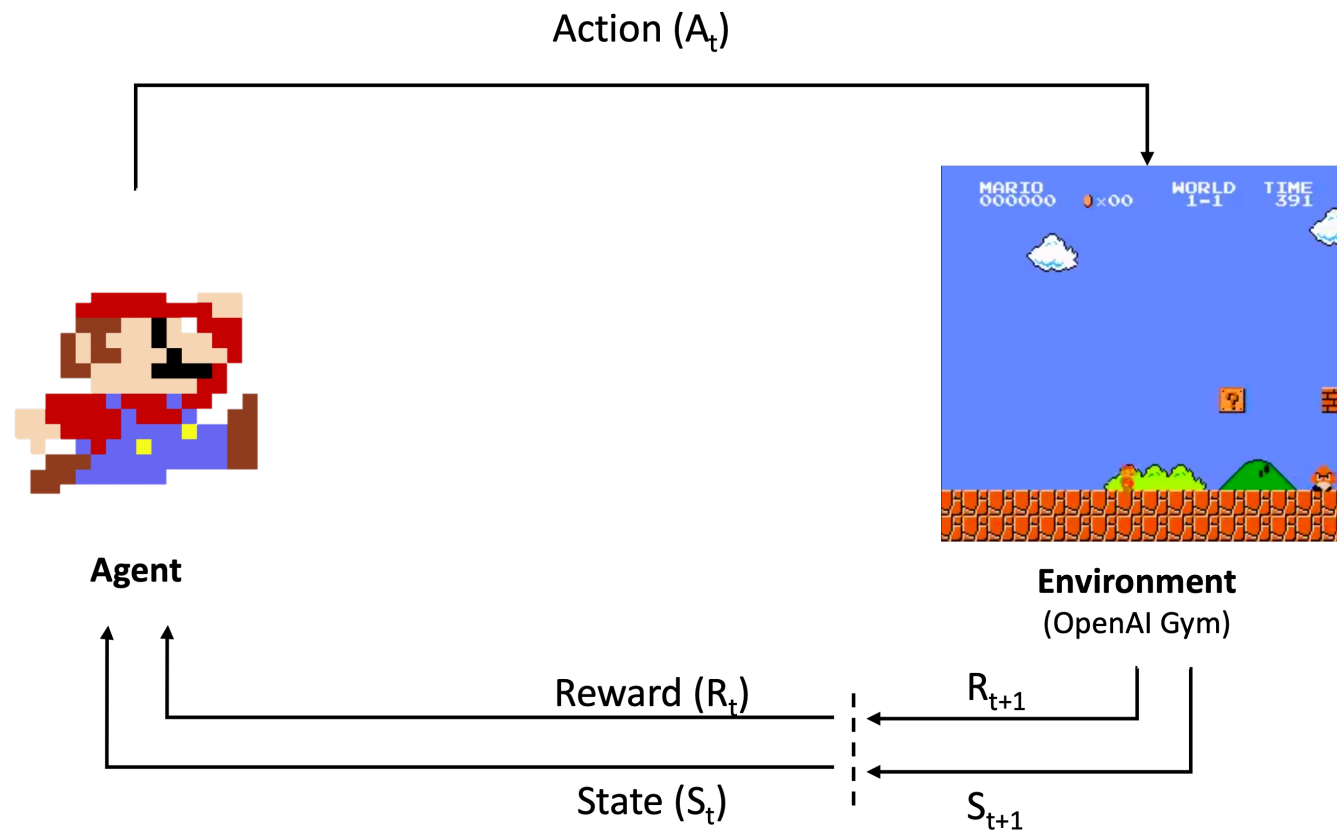 Action (Aₜ)
MARIO
000000 ×00
WORLD
1-1
TIME
391
?
Agent
Environment
(OpenAI Gym)
Reward (Rₜ)
Rₜ₊₁
State (Sₜ)
Sₜ₊₁